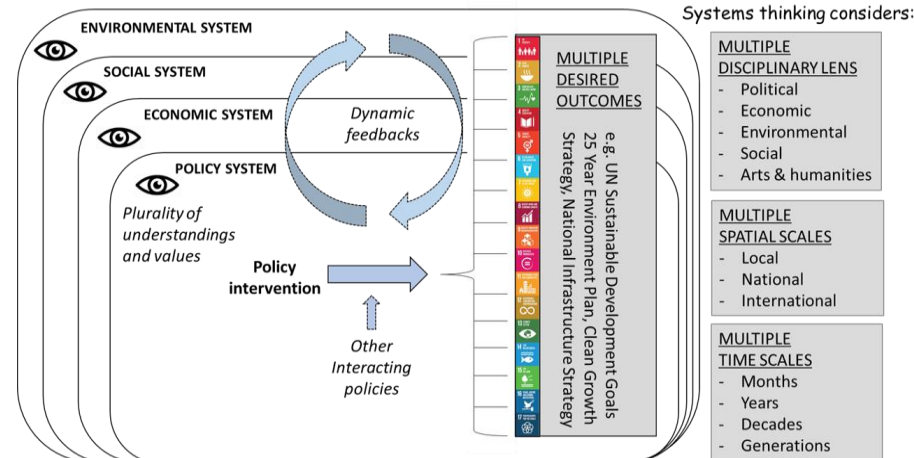 Systems thinking considers:
ENVIRONMENTAL SYSTEM
SOCIAL SYSTEM
ECONOMIC SYSTEM
POLICY SYSTEM
Plurality of
understandings
and values
Dynamic
feedbacks
Policy
intervention
Other
Interacting
policies
MULTIPLE
DESIRED
OUTCOMES
e.g. UN Sustainable Development Goals
25 Year Environment Plan, Clean Growth
Strategy, National Infrastructure Strategy
MULTIPLE
DISCIPLINARY LENS
- Political
- Economic
- Environmental
- Social
- Arts & humanities
MULTIPLE
SPATIAL SCALES
- Local
- National
- International
MULTIPLE
TIME SCALES
- Months
- Years
- Decades
- Generations